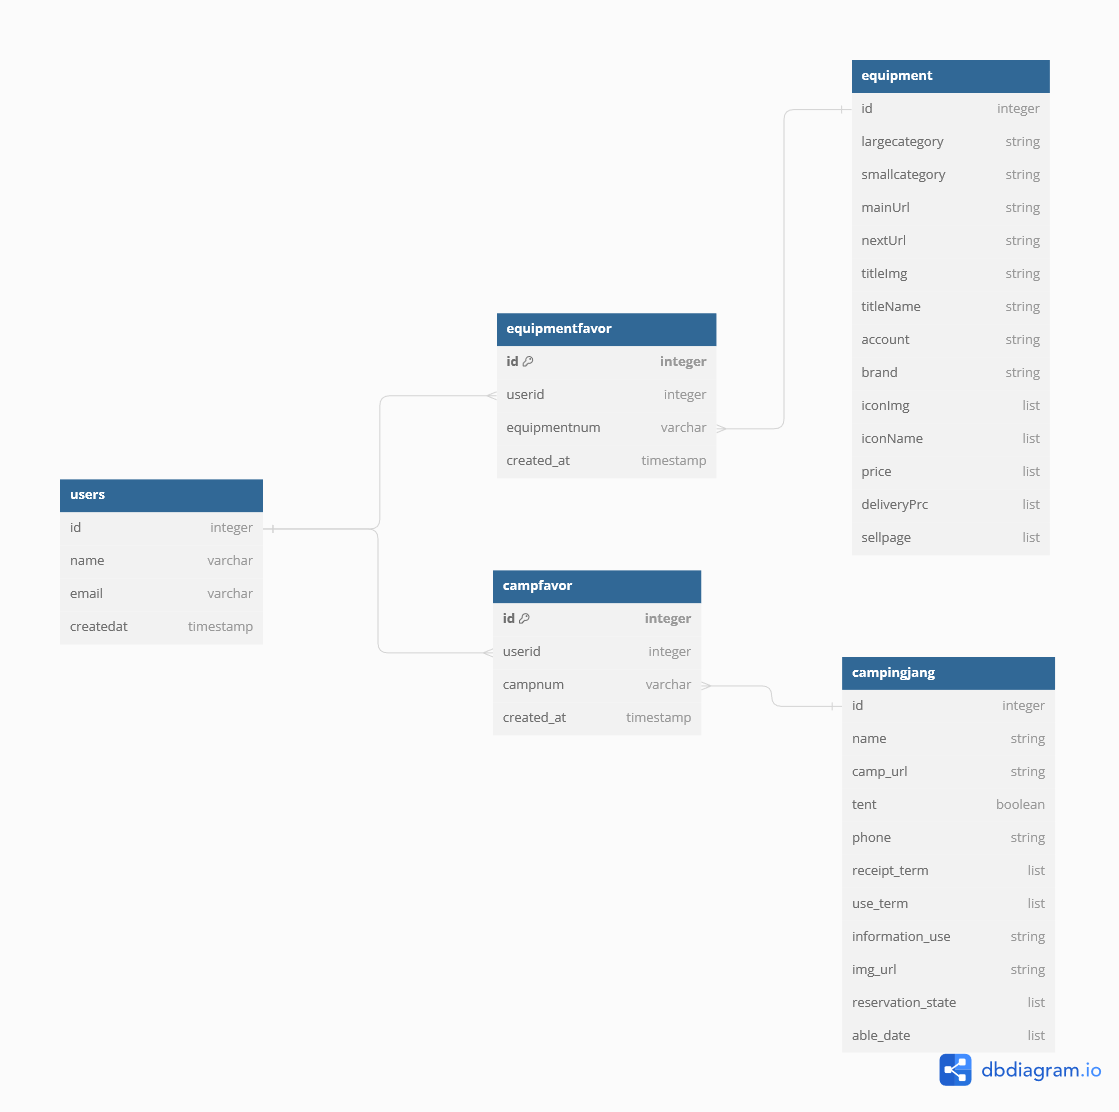 equipment
id integer
largecategory string
smallcategory string
mainUrl string
nextUrl string
titleImg string
titleName string
account string
brand string
iconImg list
iconName list
price list
deliveryPrc list
sellpage list
equipmentfavor
id integer
userid integer
equipmentnum varchar
created_at timestamp
users
id integer
name varchar
email varchar
createdat timestamp
campfavor
id integer
userid integer
campnum varchar
created_at timestamp
campingjang
id integer
name string
camp_url string
tent boolean
phone string
receipt_term list
use_term list
information_use string
img_url string
reservation_state list
able_date list
dbdiagram.io